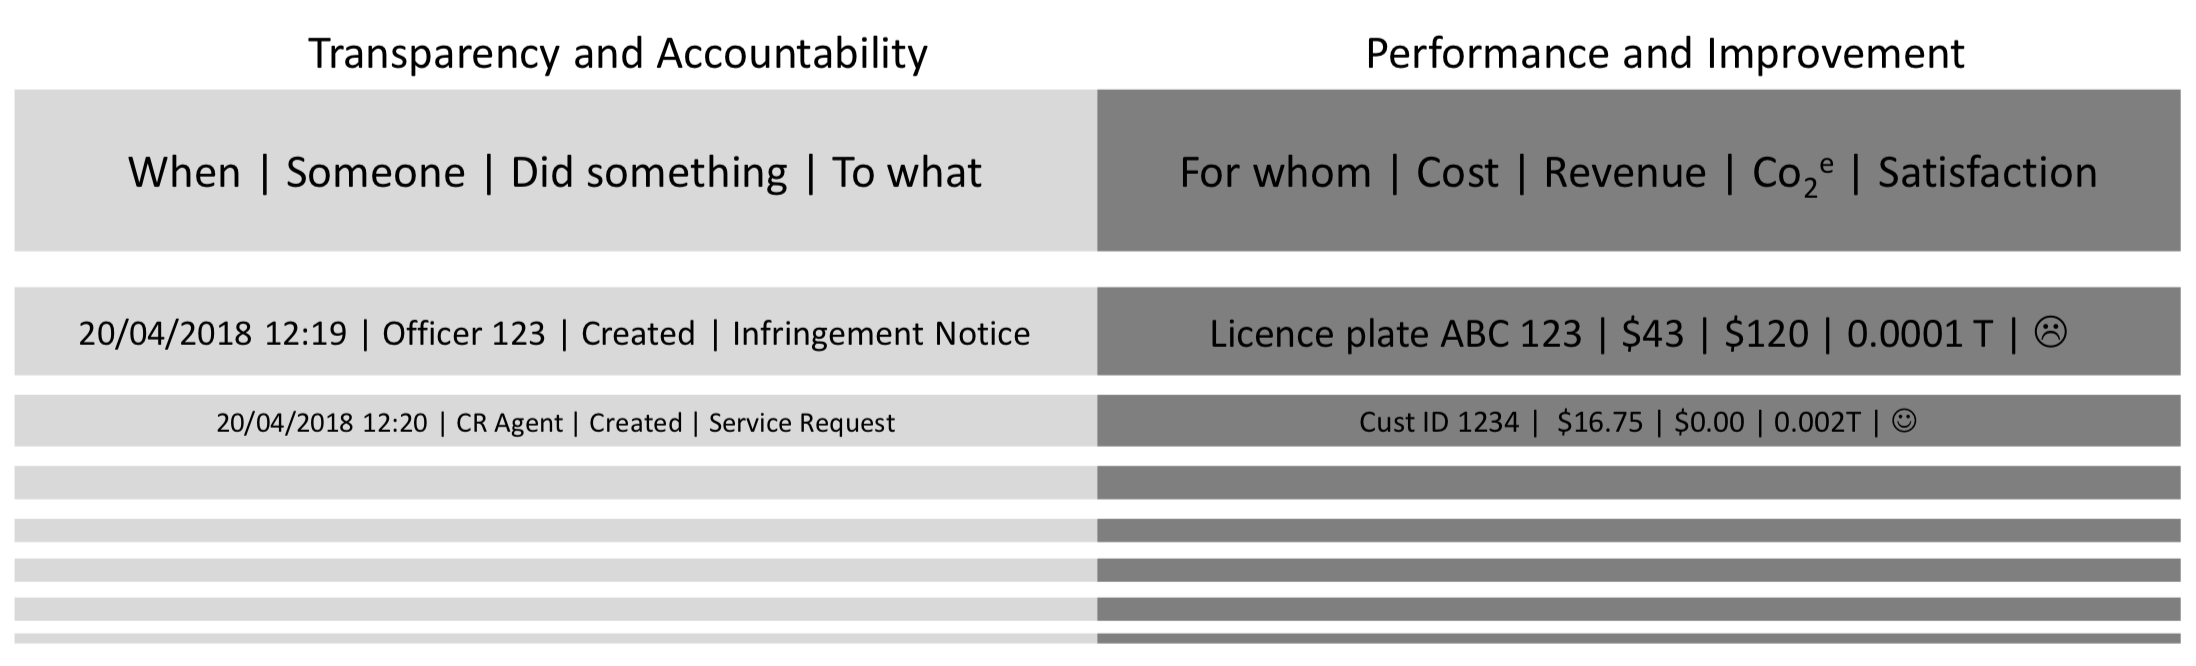 Transparency and Accountability
Performance and Improvement
When | Someone | Did something | To what
For whom | Cost | Revenue | Co₂ᵉ | Satisfaction
20/04/2018 12:19 | Officer 123 | Created | Infringement Notice
Licence plate ABC 123 | $43 | $120 | 0.0001 T | ☹
20/04/2018 12:20 | CR Agent | Created | Service Request
Cust ID 1234 | $16.75 | $0.00 | 0.002T | ☺